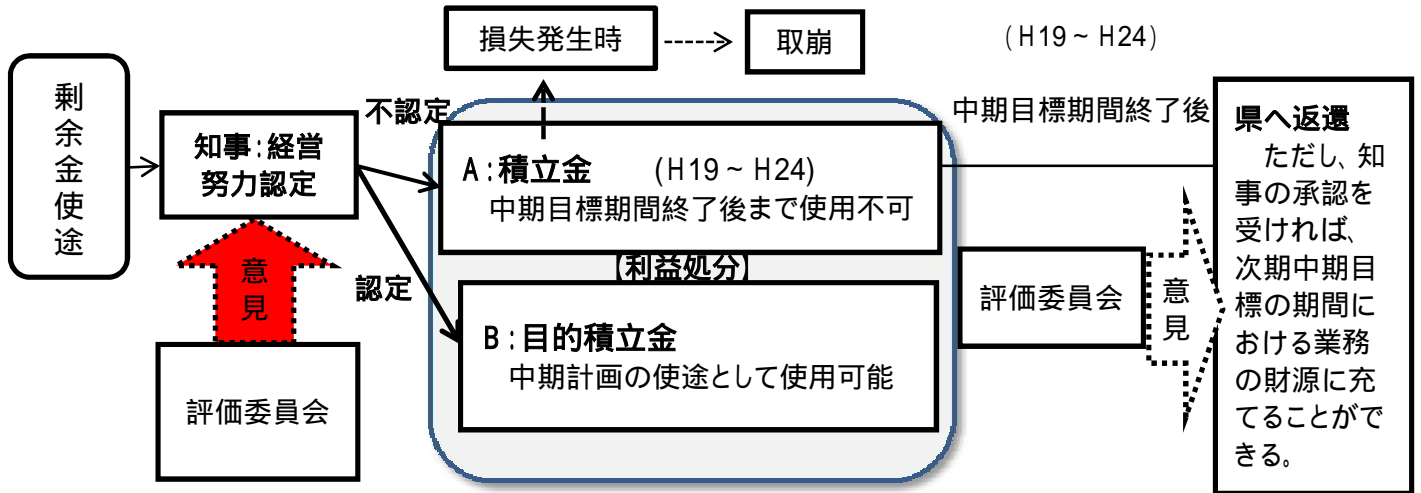 損失発生時
取崩
(H19～H24)
剰余金使途
知事:経営
努力認定
不認定
認定
A:積立金 (H19～H24)
中期目標期間終了後まで使用不可
【利益処分】
B:目的積立金
中期計画の使途として使用可能
意見
評価委員会
中期目標期間終了後
評価委員会
意見
県へ返還
ただし、知
事の承認を
受ければ、
次期中期目
標の期間に
おける業務
の財源に充
てることがで
きる。